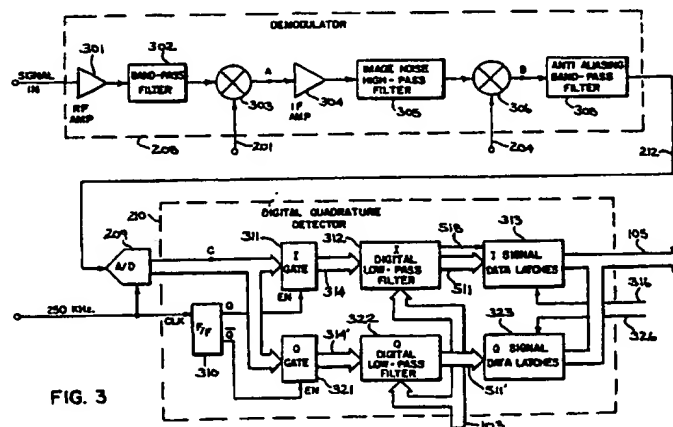 DEMODULATOR
SIGNAL IN
301
RF AMP
302
BAND-PASS FILTER
303
A
304
IF AMP
IMAGE NOISE HIGH-PASS FILTER
305
306
B
ANTI ALIASING BAND-PASS FILTER
308
208
201
204
212
210
DIGITAL QUADRATURE DETECTOR
209
A/D
C
311
I GATE
EN
314
312
I DIGITAL LOW-PASS FILTER
518
511
313
I SIGNAL DATA LATCHES
105
316
326
250 KHz.
CLK
F/F
Q
Q
310
Q GATE
EN
321
314'
322
Q DIGITAL LOW-PASS FILTER
511'
323
Q SIGNAL DATA LATCHES
103
FIG. 3